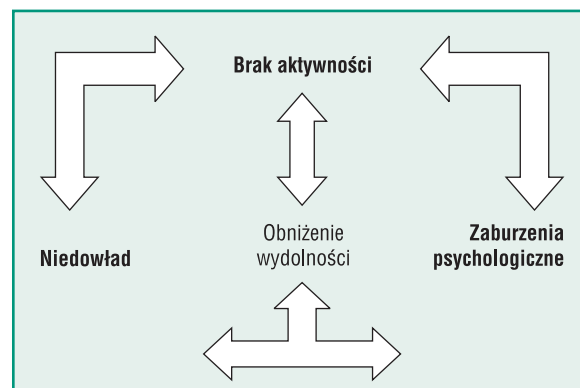 Brak aktywności
Niedowład
Obniżenie
wydolności
Zaburzenia
psychologiczne